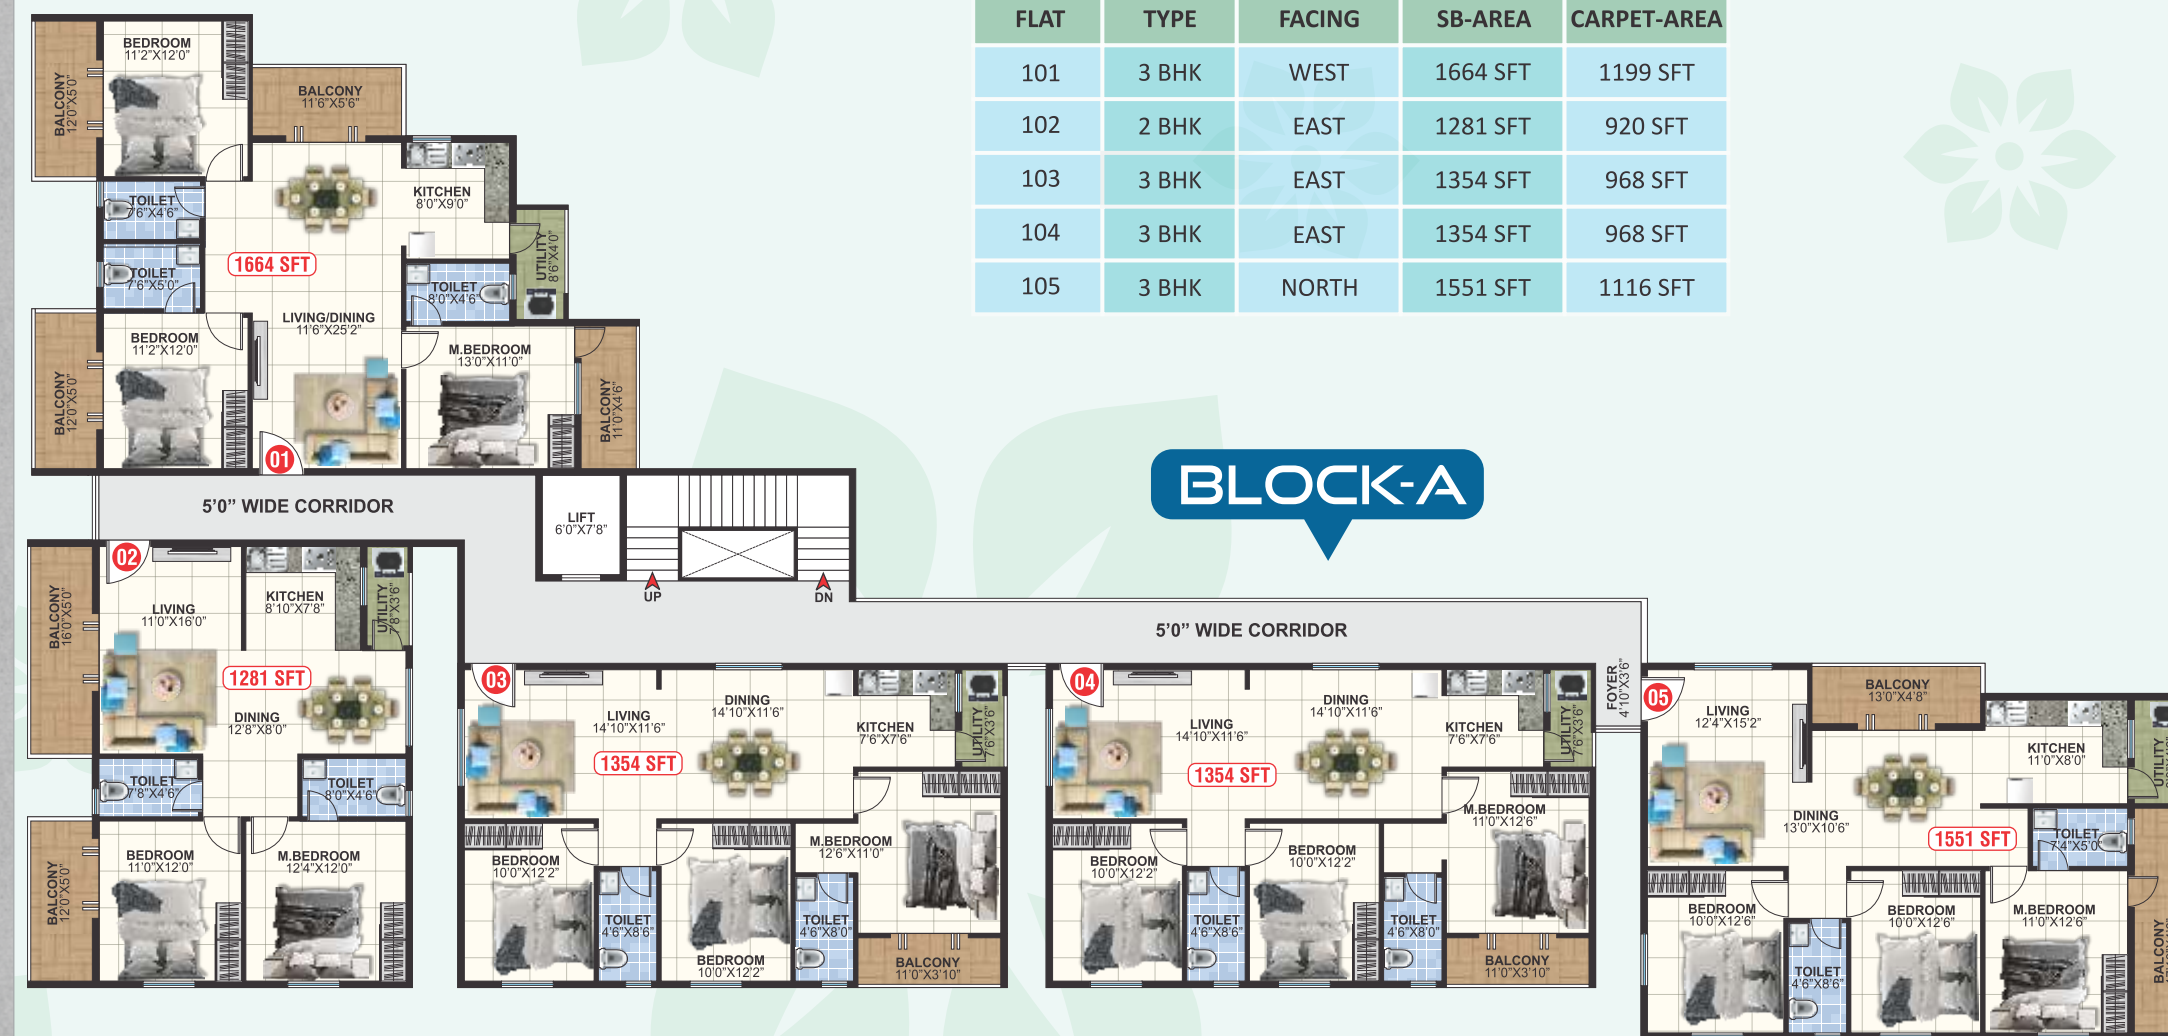 FLAT TYPE FACING SB-AREA CARPET-AREA
101 3 BHK WEST 1664 SFT 1199 SFT
102 2 BHK EAST 1281 SFT 920 SFT
103 3 BHK EAST 1354 SFT 968 SFT
104 3 BHK EAST 1354 SFT 968 SFT
105 3 BHK NORTH 1551 SFT 1116 SFT
BEDROOM
11'2"X12'0"
BALCONY
12'0"X5'0"
BALCONY
11'6"X5'6"
TOILET
7'6"X4'6"
KITCHEN
8'0"X9'0"
UTILITY
8'6"X4'0"
1664 SFT
TOILET
7'6"X5'0"
TOILET
8'0"X4'6"
LIVING/DINING
11'6"X25'2"
BEDROOM
11'2"X12'0"
M.BEDROOM
13'0"X11'0"
BALCONY
12'0"X5'0"
BALCONY
11'0"X4'6"
01
5'0" WIDE CORRIDOR
LIFT
6'0"X7'8"
UP
DN
BLOCK-A
5'0" WIDE CORRIDOR
02
BALCONY
16'0"X5'0"
LIVING
11'0"X16'0"
KITCHEN
8'10"X7'8"
UTILITY
7'8"X3'6"
1281 SFT
DINING
12'8"X8'0"
TOILET
7'8"X4'6"
TOILET
8'0"X4'6"
BEDROOM
11'0"X12'0"
M.BEDROOM
12'4"X12'0"
BALCONY
12'0"X5'0"
03
LIVING
14'10"X11'6"
DINING
14'10"X11'6"
KITCHEN
7'6"X7'6"
UTILITY
7'6"X3'6"
1354 SFT
BEDROOM
10'0"X12'2"
M.BEDROOM
12'6"X11'0"
TOILET
4'6"X8'6"
TOILET
4'6"X8'0"
BEDROOM
10'0"X12'2"
BALCONY
11'0"X3'10"
04
LIVING
14'10"X11'6"
DINING
14'10"X11'6"
KITCHEN
7'6"X7'6"
UTILITY
7'6"X3'6"
1354 SFT
M.BEDROOM
11'0"X12'6"
BEDROOM
10'0"X12'2"
BEDROOM
10'0"X12'2"
TOILET
4'6"X8'6"
TOILET
4'6"X8'0"
BALCONY
11'0"X3'10"
FOYER
4'10"X3'6"
05
LIVING
12'4"X15'2"
BALCONY
13'0"X4'8"
KITCHEN
11'0"X8'0"
UTILITY
DINING
13'0"X10'6"
1551 SFT
TOILET
7'4"X5'0"
BEDROOM
10'0"X12'6"
BEDROOM
10'0"X12'6"
M.BEDROOM
11'0"X12'6"
TOILET
4'6"X8'6"
BALCONY